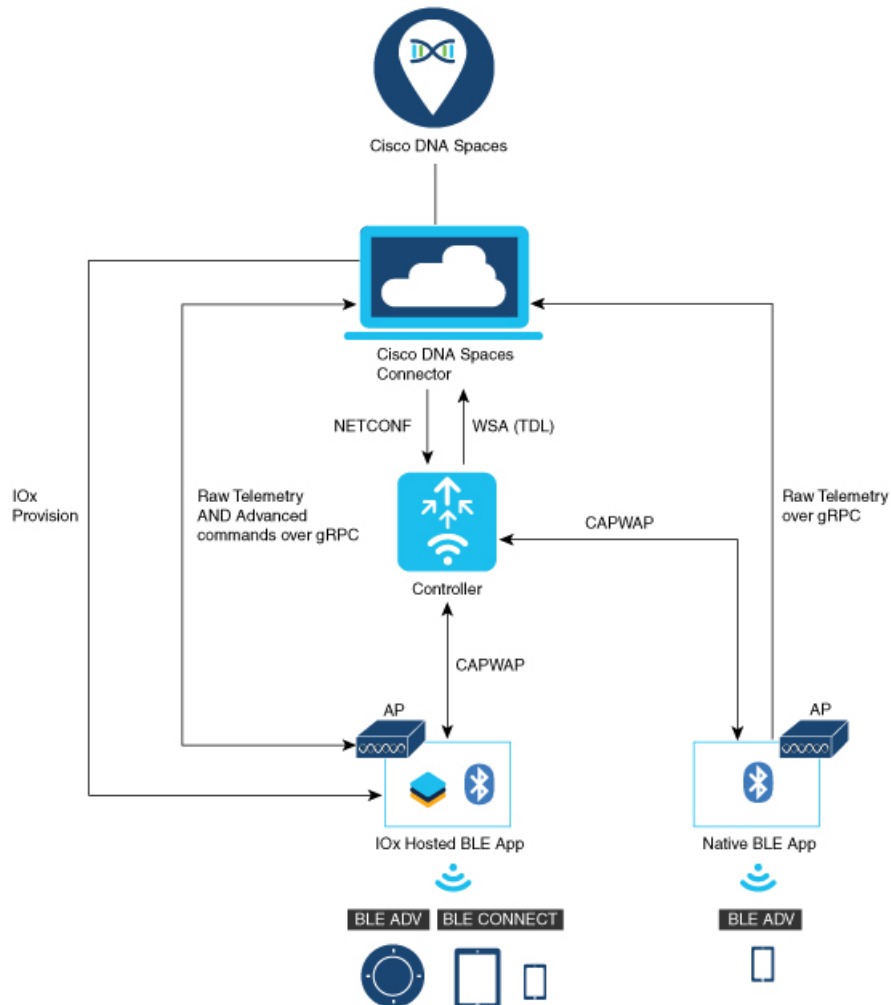 Cisco DNA Spaces
Cisco DNA Spaces
Connector
NETCONF
WSA (TDL)
IOx
Provision
Raw Telemetry
AND Advanced
commands over gRPC
CAPWAP
Raw Telemetry
over gRPC
Controller
CAPWAP
AP
AP
IOx Hosted BLE App
Native BLE App
BLE ADV
BLE CONNECT
BLE ADV